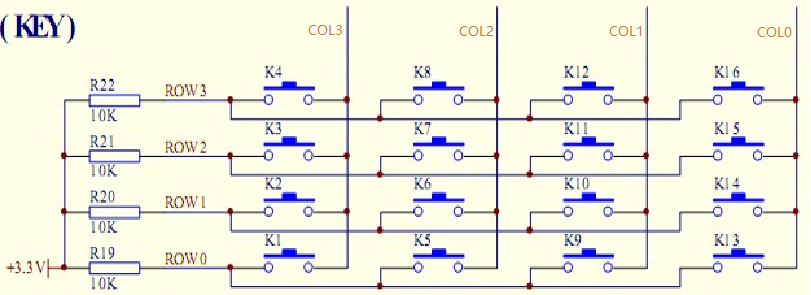 ( KEY)
COL3 COL2 COL1 COL0
K4 K8 K12 K16
R22 ROW3
10K
K3 K7 K11 K15
R21 ROW2
10K
K2 K6 K10 K14
R20 ROW1
10K
K1 K5 K9 K13
R19 ROW0
+3.3V
10K